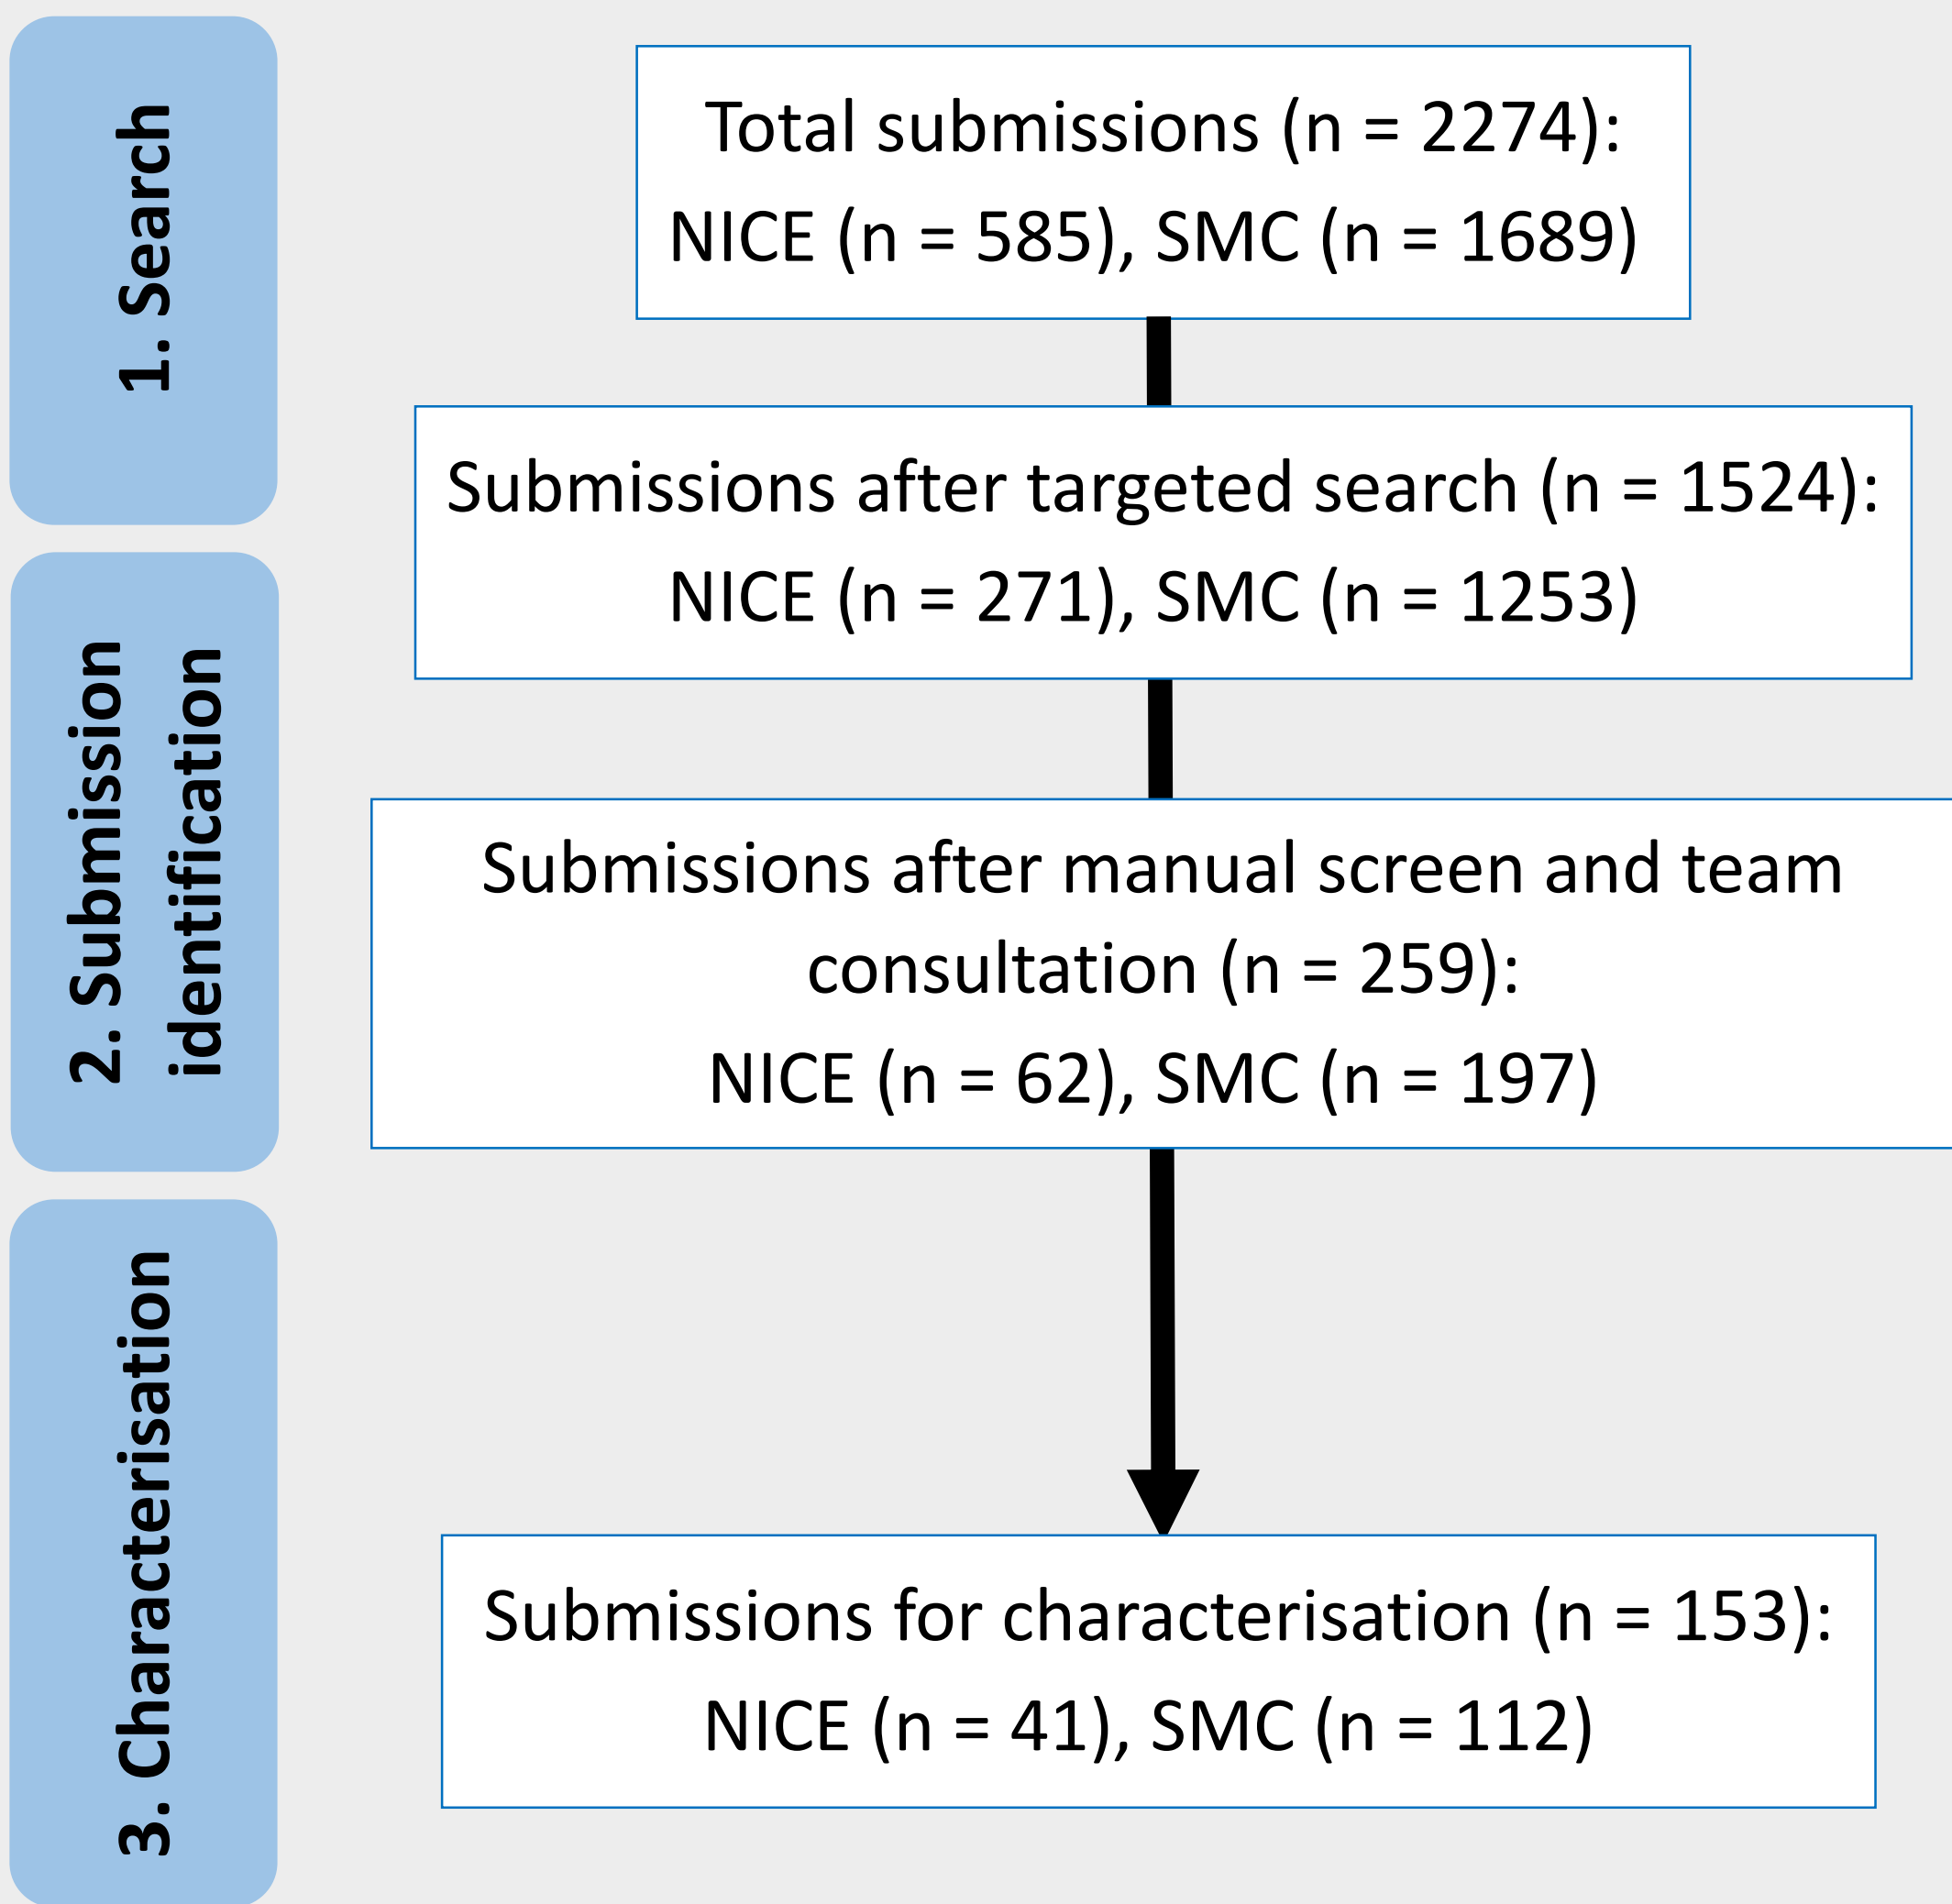 1. Search
Total submissions (n = 2274):
NICE (n = 585), SMC (n = 1689)
Submissions after targeted search (n = 1524):
NICE (n = 271), SMC (n = 1253)
2. Submission
identification
Submissions after manual screen and team
consultation (n = 259):
NICE (n = 62), SMC (n = 197)
3. Characterisation
Submissions for characterisation (n = 153):
NICE (n = 41), SMC (n = 112)